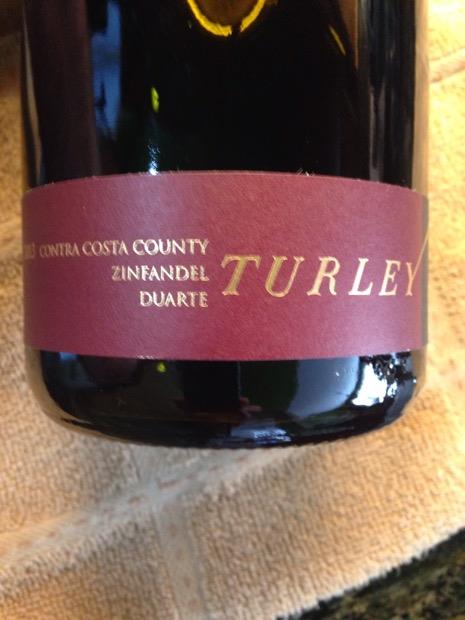 CONTRA COSTA COUNTY
ZINFANDEL
DUARTE
TURLEY